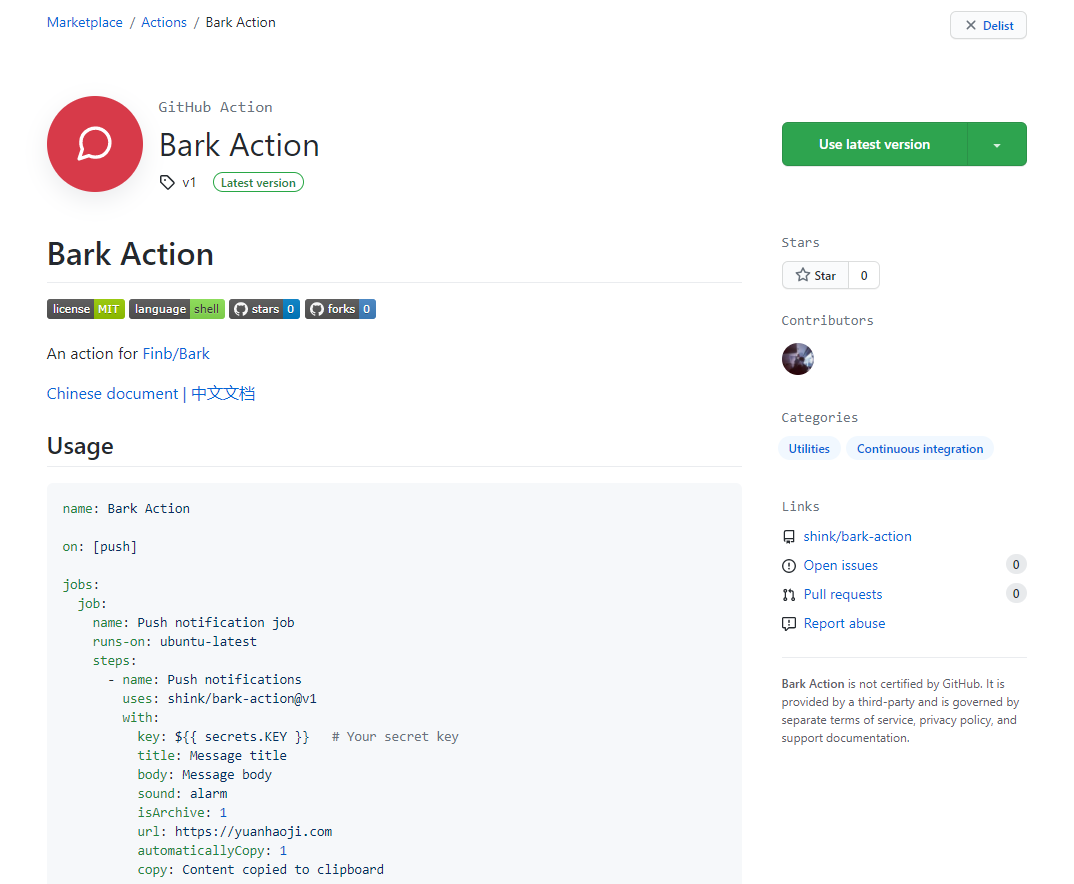 Marketplace / Actions / Bark Action
Delist
GitHub Action
Bark Action
v1 Latest version
Use latest version
Bark Action
license MIT language shell stars 0 forks 0
An action for Finb/Bark
Chinese document | 中文文档
Usage
name: Bark Action
on: [push]
jobs:
job:
name: Push notification job
runs-on: ubuntu-latest
steps:
- name: Push notifications
uses: shink/bark-action@v1
with:
key: ${{ secrets.KEY }} # Your secret key
title: Message title
body: Message body
sound: alarm
isArchive: 1
url: https://yuanhaoji.com
automaticallyCopy: 1
copy: Content copied to clipboard
Stars
Star 0
Contributors
Categories
Utilities Continuous integration
Links
shink/bark-action
Open issues 0
Pull requests 0
Report abuse
Bark Action is not certified by GitHub. It is
provided by a third-party and is governed by
separate terms of service, privacy policy, and
support documentation.